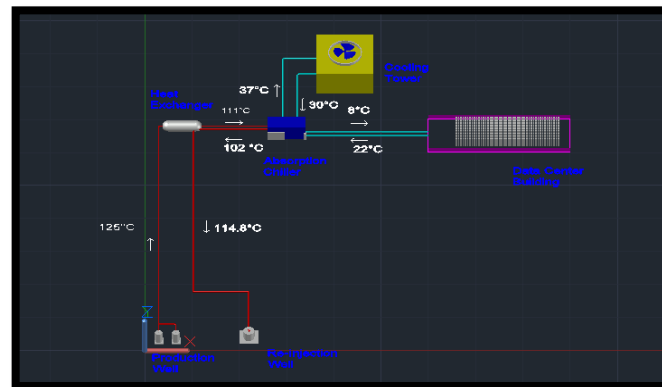 Cooling
Tower
37°C
Heat
Exchanger
30°C
111°C
8°C
102 °C
Absorption
Chiller
22°C
Data Center
Building
125°C
114.8°C
Production
Well
Re-Injection
Well